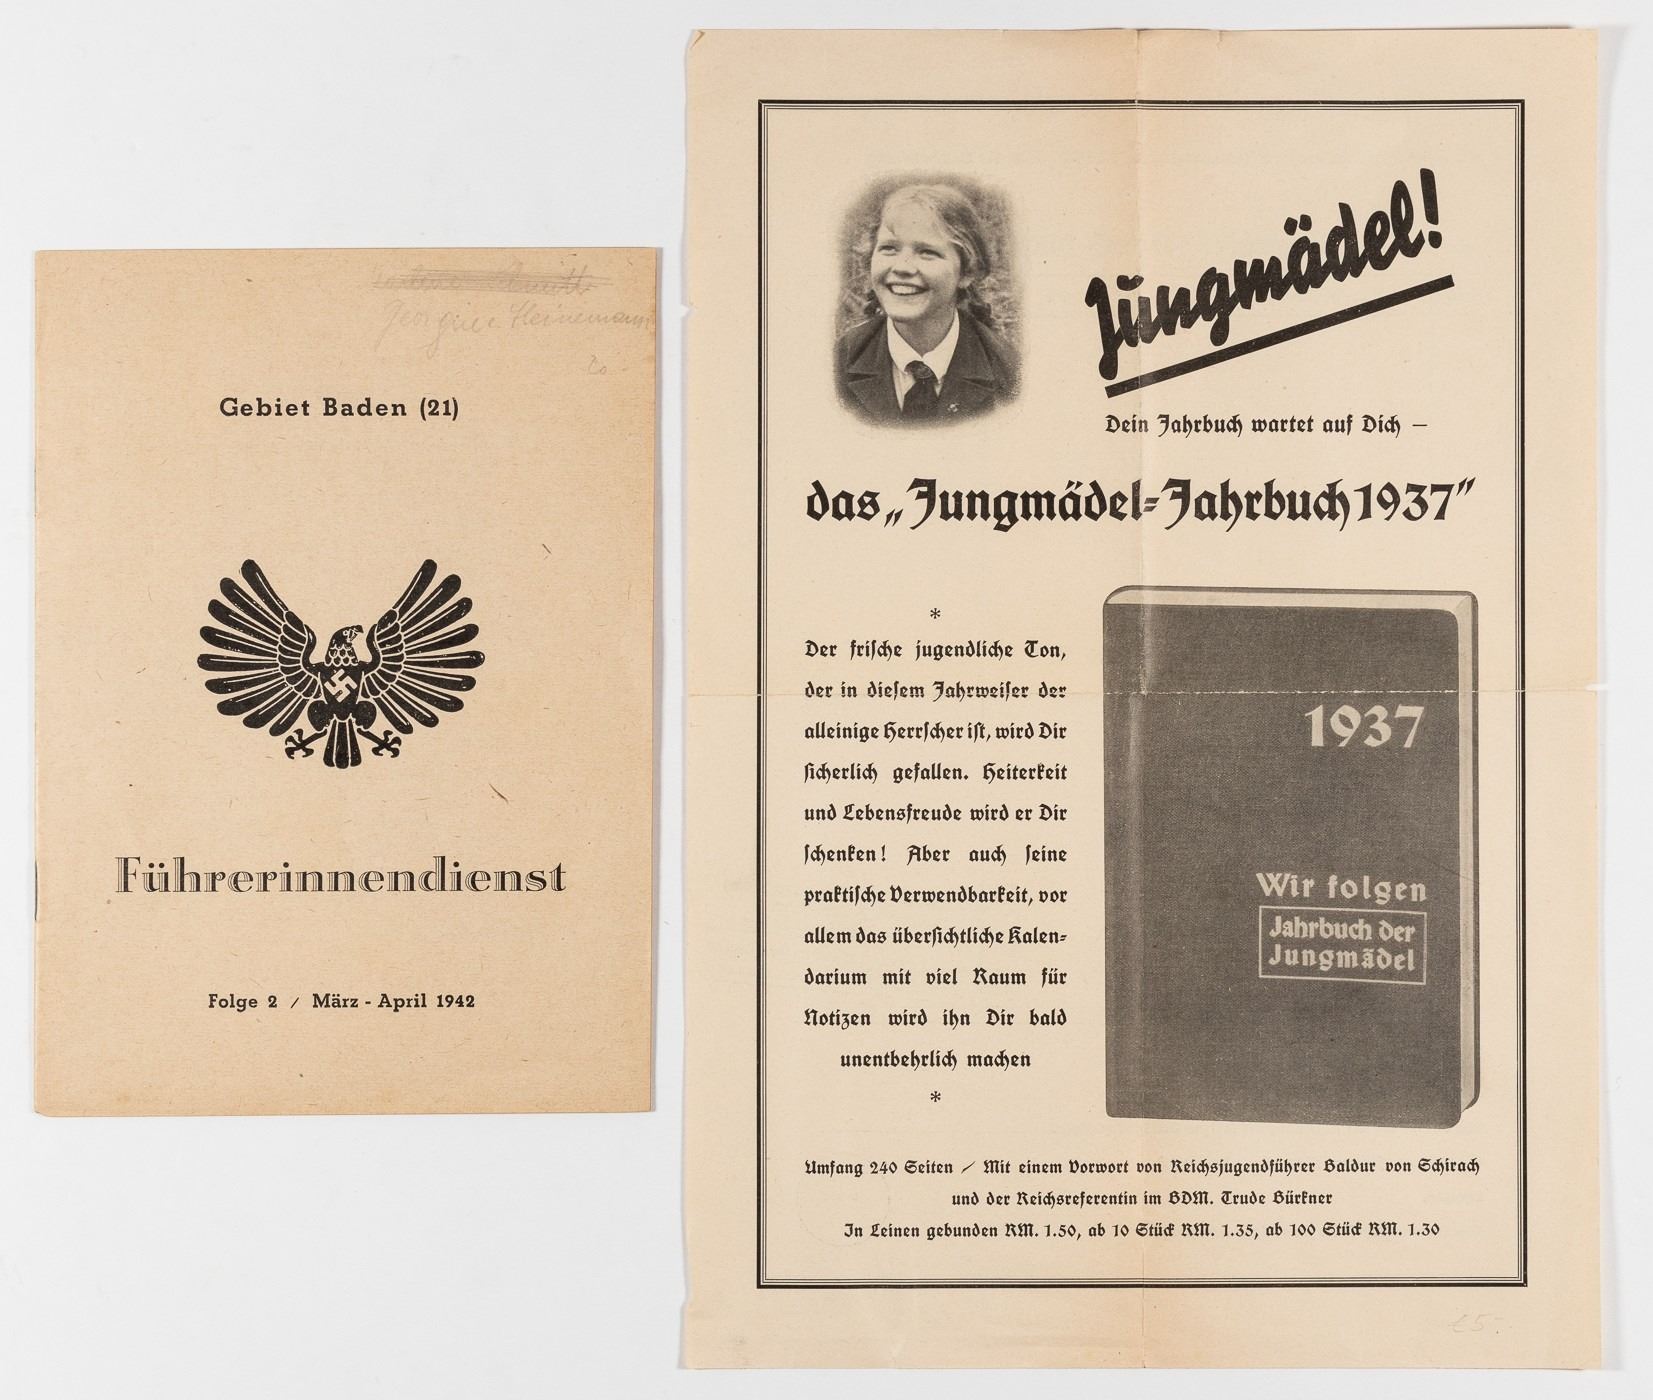 Georgine Heinemann
Gebiet Baden (21)
Führerinnendienst
Folge 2 / März - April 1942
Jungmädel!
Dein Jahrbuch wartet auf Dich —
das „Jungmädel=Jahrbuch 1937"
*
Der frische jugendliche Ton,
der in diesem Jahrweiser der
alleinige Herrscher ist, wird Dir
sicherlich gefallen. Heiterkeit
und Lebensfreude wird er Dir
schenken! Aber auch seine
praktische Verwendbarkeit, vor
allem das übersichtliche Kalen=
darium mit viel Raum für
Notizen wird ihn Dir bald
unentbehrlich machen
*
1937
Wir folgen
Jahrbuch der
Jungmädel
Umfang 240 Seiten / Mit einem Vorwort von Reichsjugendführer Baldur von Schirach
und der Reichsreferentin im BDM. Trude Bürkner
In Leinen gebunden RM. 1.50, ab 10 Stück RM. 1.35, ab 100 Stück RM. 1.30
€5-